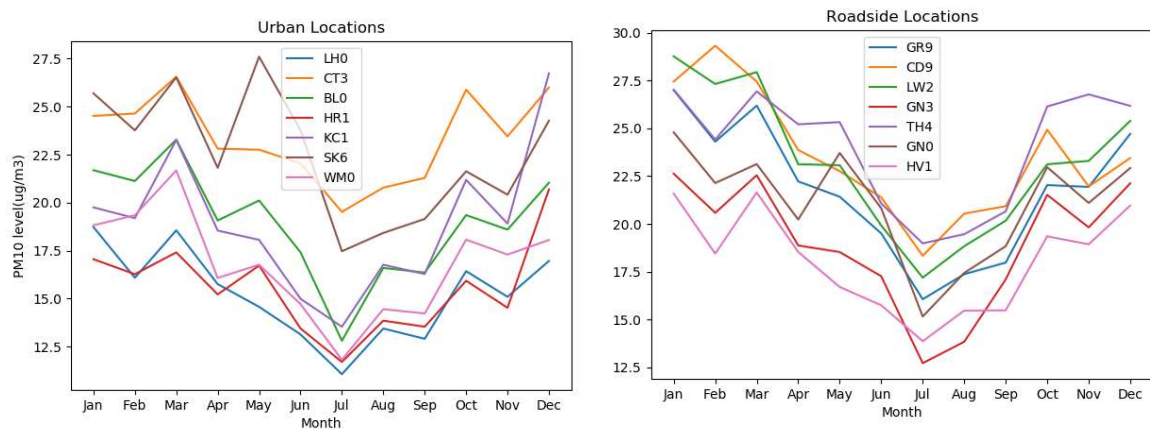 Urban Locations
PM10 level(ug/m3)
27.5
25.0
22.5
20.0
17.5
15.0
12.5
LH0
CT3
BL0
HR1
KC1
SK6
WM0
Jan Feb Mar Apr May Jun Jul Aug Sep Oct Nov Dec
Month
Roadside Locations
30.0
27.5
25.0
22.5
20.0
17.5
15.0
12.5
GR9
CD9
LW2
GN3
TH4
GN0
HV1
Jan Feb Mar Apr May Jun Jul Aug Sep Oct Nov Dec
Month